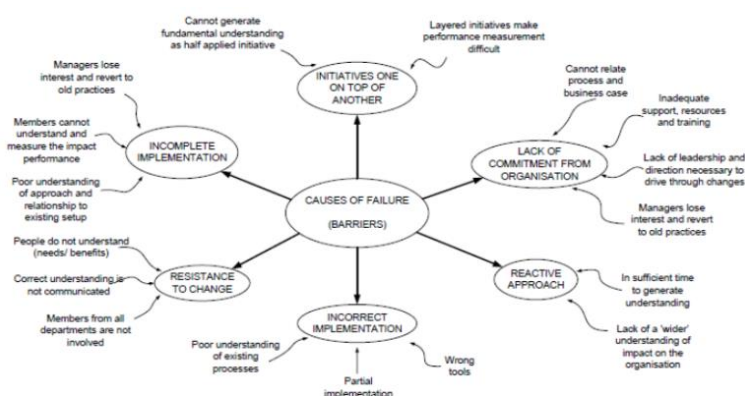 Cannot generate
fundamental understanding
as half applied initiative
Layered initiatives make
performance measurement
difficult
INITIATIVES ONE
ON TOP OF
ANOTHER
Managers lose
interest and revert to
old practices
Members cannot
understand and
measure the impact
performance
Poor understanding
of approach and
relationship to
existing setup
INCOMPLETE
IMPLEMENTATION
Cannot relate
process and
business case
Inadequate
support, resources
and training
Lack of leadership and
direction necessary to
drive through changes
Managers lose
interest and revert
to old practices
LACK OF
COMMITMENT FROM
ORGANISATION
CAUSES OF FAILURE
(BARRIERS)
People do not understand
(needs/ benefits)
Correct understanding is
not communicated
Members from all
departments are not
involved
RESISTANCE
TO CHANGE
REACTIVE
APPROACH
In sufficient time
to generate
understanding
Lack of a 'wider'
understanding of
impact on the
organisation
INCORRECT
IMPLEMENTATION
Poor understanding
of existing
processes
Partial
implementation
Wrong
tools